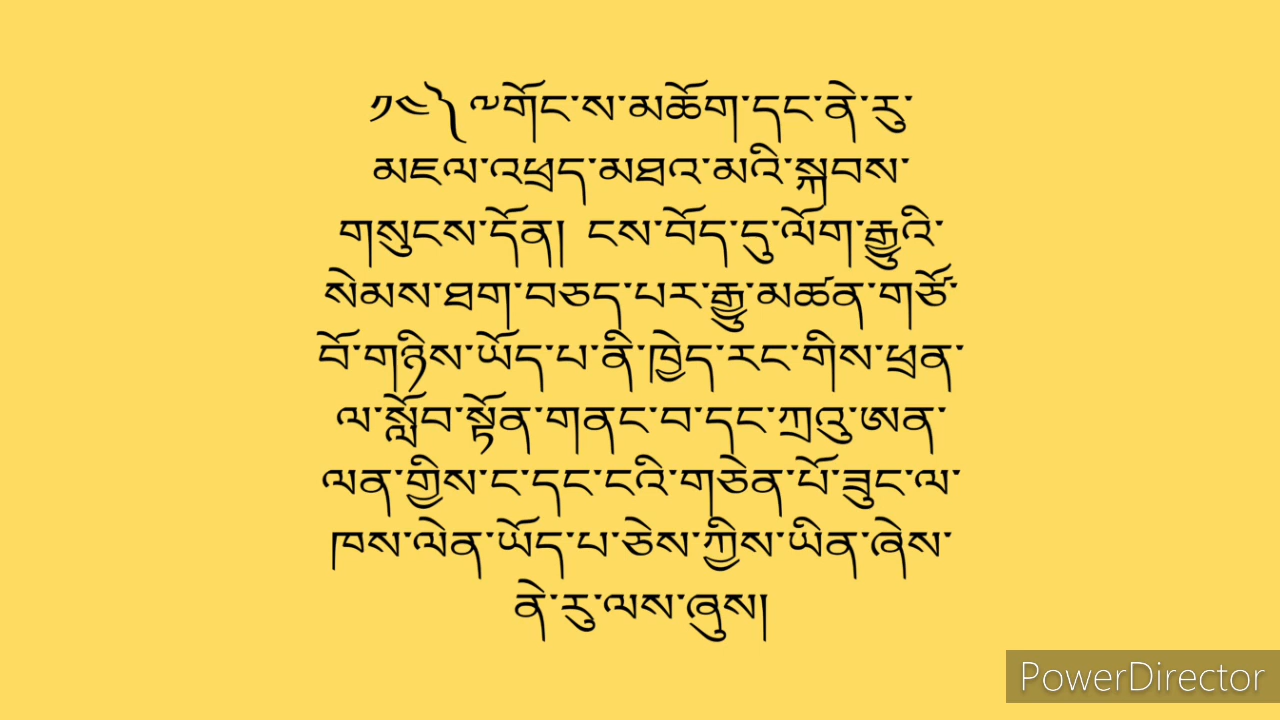 ༡༤༽ ༸གོང་ས་མཆོག་དང་ནེ་རུ་
མཇལ་འཕྲད་མཐའ་མའི་སྐབས་
གསུངས་དོན། ངས་བོད་དུ་ལོག་རྒྱུའི་
སེམས་ཐག་བཅད་པར་རྒྱུ་མཚན་གཙོ་
བོ་གཉིས་ཡོད་པ་ནི་ཁྱེད་རང་གིས་ཕྲན་
ལ་སློབ་སྟོན་གནང་བ་དང་ཀྲའུ་ཨན་
ལན་གྱིས་ང་དང་ངའི་གཅེན་པོ་ཟུང་ལ་
ཁས་ལེན་ཡོད་པ་ཅེས་ཀྱིས་ཡིན་ཞེས་
ནེ་རུ་ལས་ཞུས།
PowerDirector